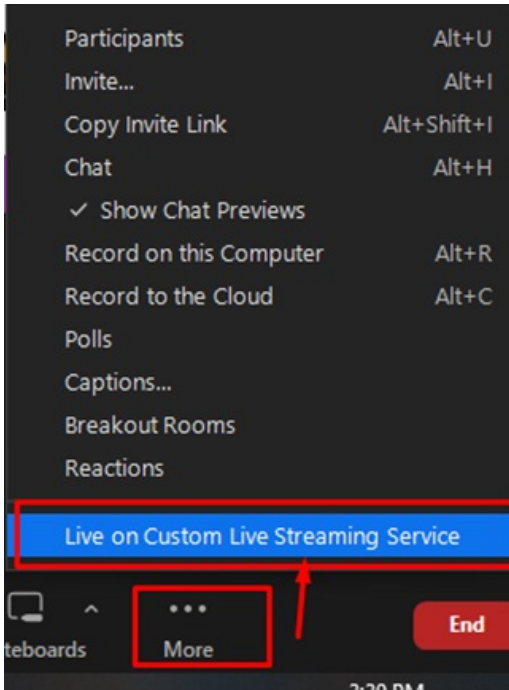 Participants Alt+U
Invite... Alt+I
Copy Invite Link Alt+Shift+I
Chat Alt+H
✓ Show Chat Previews
Record on this Computer Alt+R
Record to the Cloud Alt+C
Polls
Captions...
Breakout Rooms
Reactions
Live on Custom Live Streaming Service
teboards More End